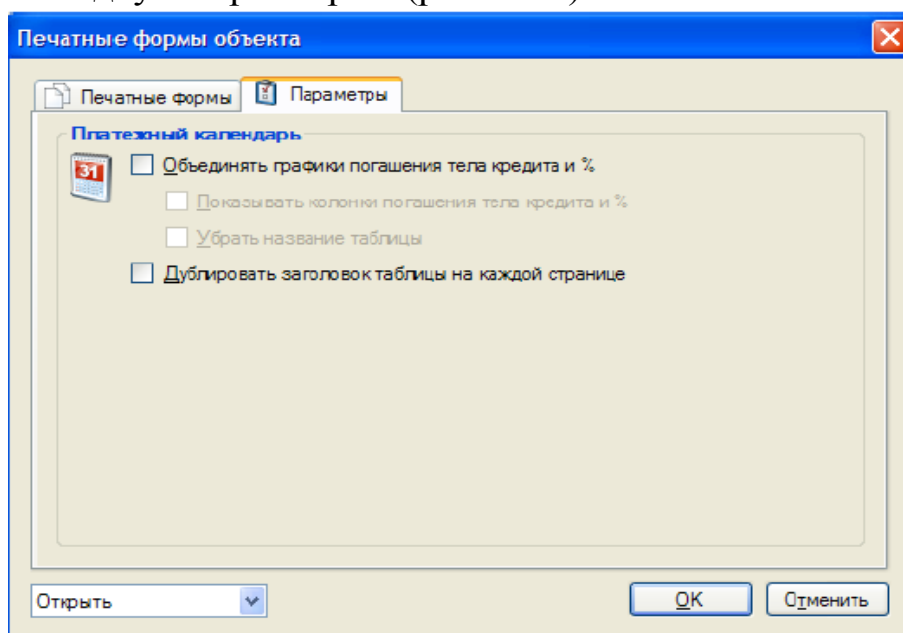 Печатные формы объекта
Печатные формы Параметры
Платежный календарь
31
Объединять графики погашения тела кредита и %
Показывать колонки погашения тела кредита и %
Убрать название таблицы
Дублировать заголовок таблицы на каждой странице
Открыть OK Отменить